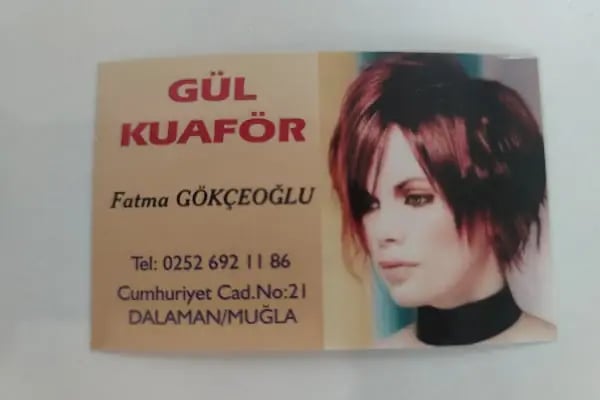 GÜL
KUAFÖR
Fatma GÖKÇEOĞLU
Tel: 0252 692 11 86
Cumhuriyet Cad.No:21
DALAMAN/MUĞLA